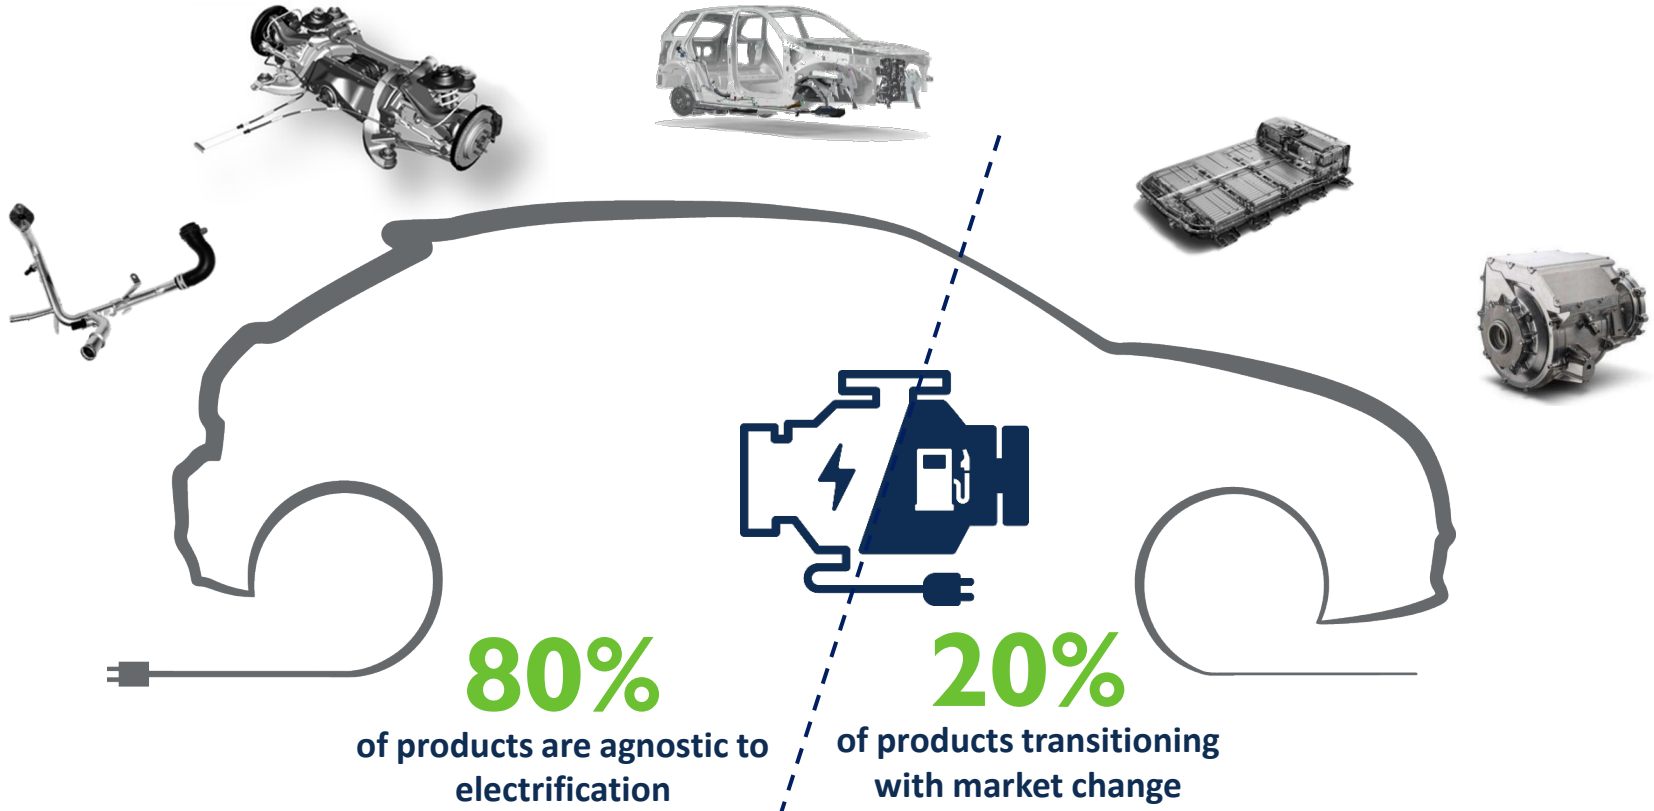 80%
of products are agnostic to
electrification
20%
of products transitioning
with market change